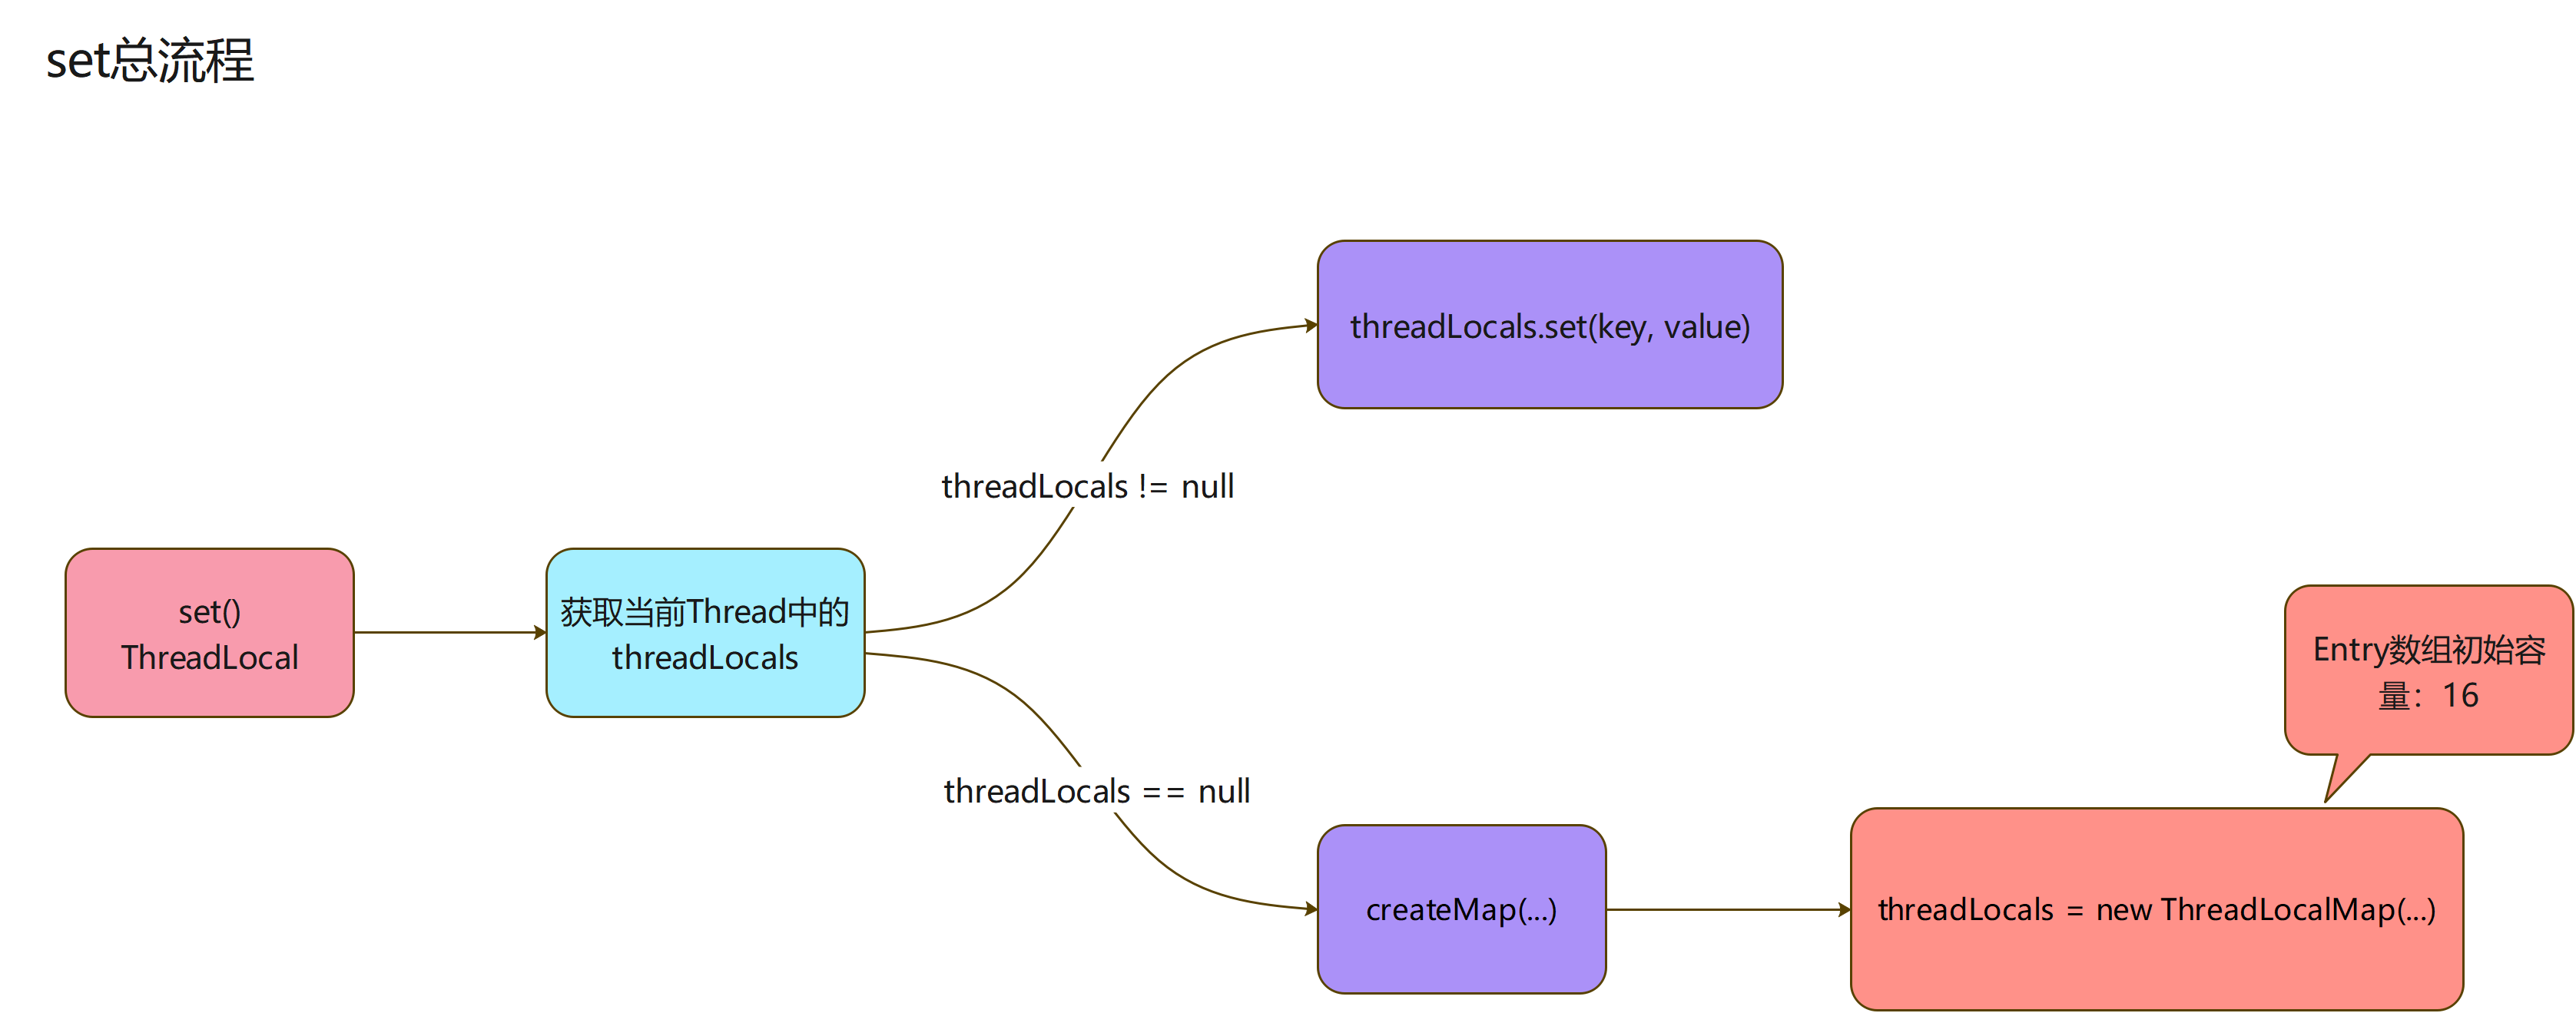 set总流程
threadLocals.set(key, value)
threadLocals != null
set()
ThreadLocal
获取当前Thread中的
threadLocals
Entry数组初始容
量：16
threadLocals == null
createMap(...)
threadLocals = new ThreadLocalMap(...)